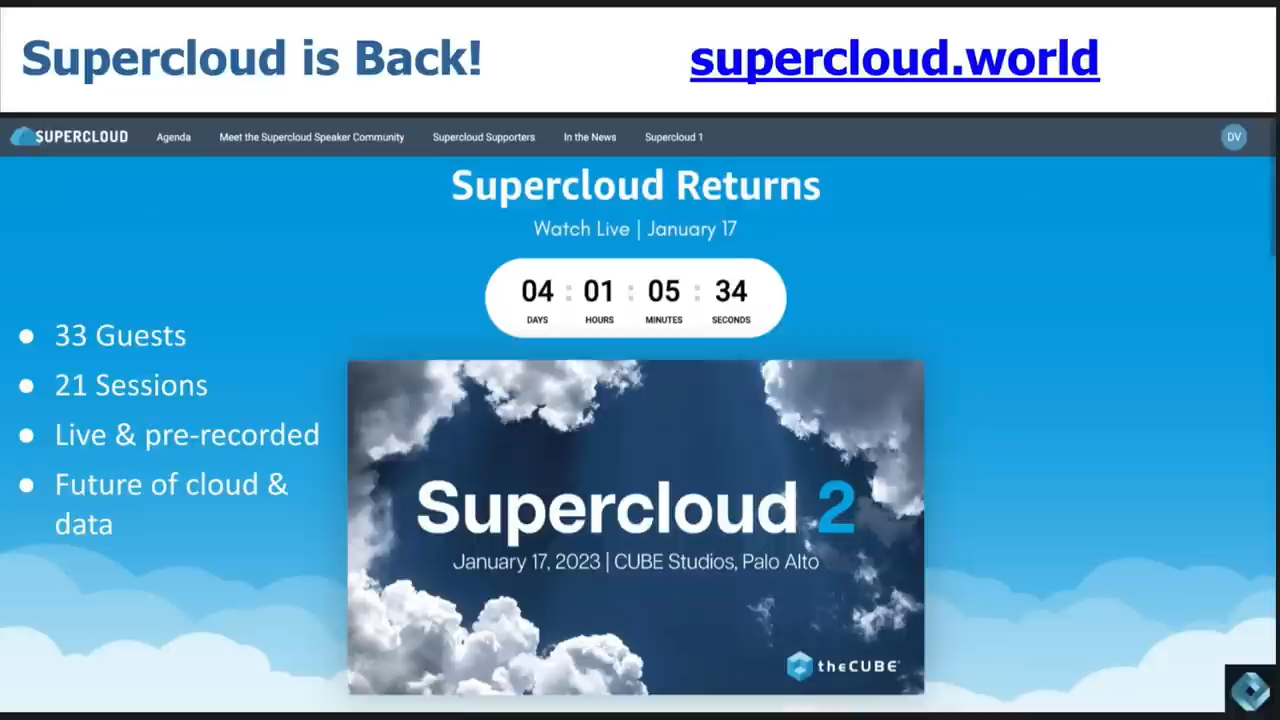 Supercloud is Back!
supercloud.world
SUPERCLOUD
Agenda
Meet the Supercloud Speaker Community
Supercloud Supporters
In the News
Supercloud 1
DV
Supercloud Returns
Watch Live | January 17
04 : 01 : 05 : 34
DAYS HOURS MINUTES SECONDS
● 33 Guests
● 21 Sessions
● Live & pre-recorded
● Future of cloud &
data
Supercloud 2
January 17, 2023 | CUBE Studios, Palo Alto
theCUBE